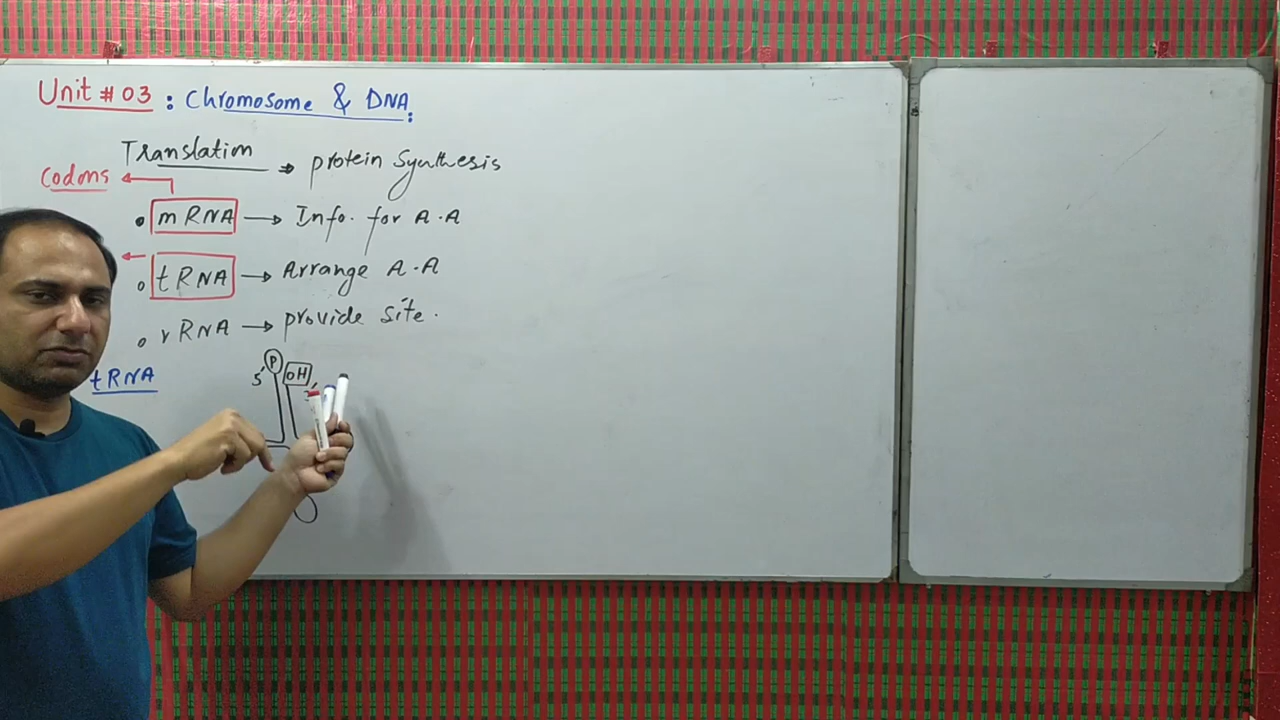 Unit # 03 : Chromosome & DNA.
Translation → protein Synthesis
Codons
• mRNA → Info. for A.A
• tRNA → Arrange A.A
• rRNA → provide Site.
tRNA
5' P OH